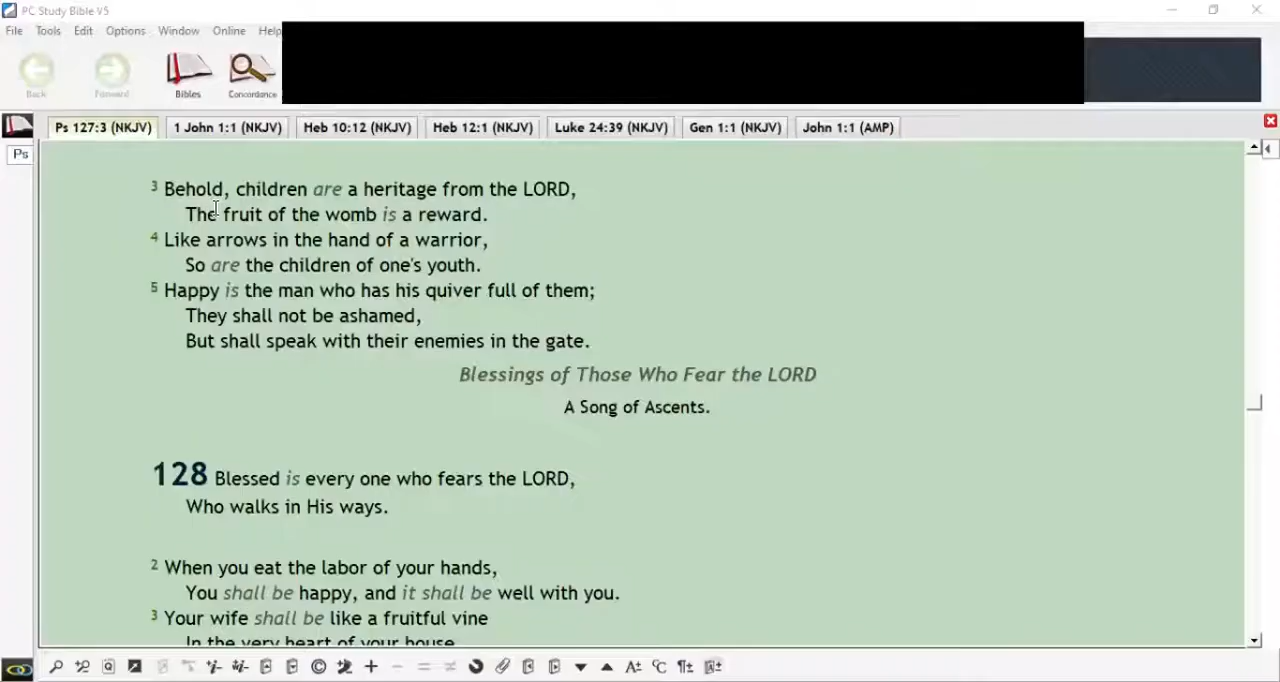 PC Study Bible V5
File Tools Edit Options Window Online Help
Back Forward Bibles Concordance
Ps 127:3 (NKJV) 1 John 1:1 (NKJV) Heb 10:12 (NKJV) Heb 12:1 (NKJV) Luke 24:39 (NKJV) Gen 1:1 (NKJV) John 1:1 (AMP)
Ps
3 Behold, children are a heritage from the LORD,
The fruit of the womb is a reward.
4 Like arrows in the hand of a warrior,
So are the children of one's youth.
5 Happy is the man who has his quiver full of them;
They shall not be ashamed,
But shall speak with their enemies in the gate.
Blessings of Those Who Fear the LORD
A Song of Ascents.
128 Blessed is every one who fears the LORD,
Who walks in His ways.
2 When you eat the labor of your hands,
You shall be happy, and it shall be well with you.
3 Your wife shall be like a fruitful vine
In the very heart of your house